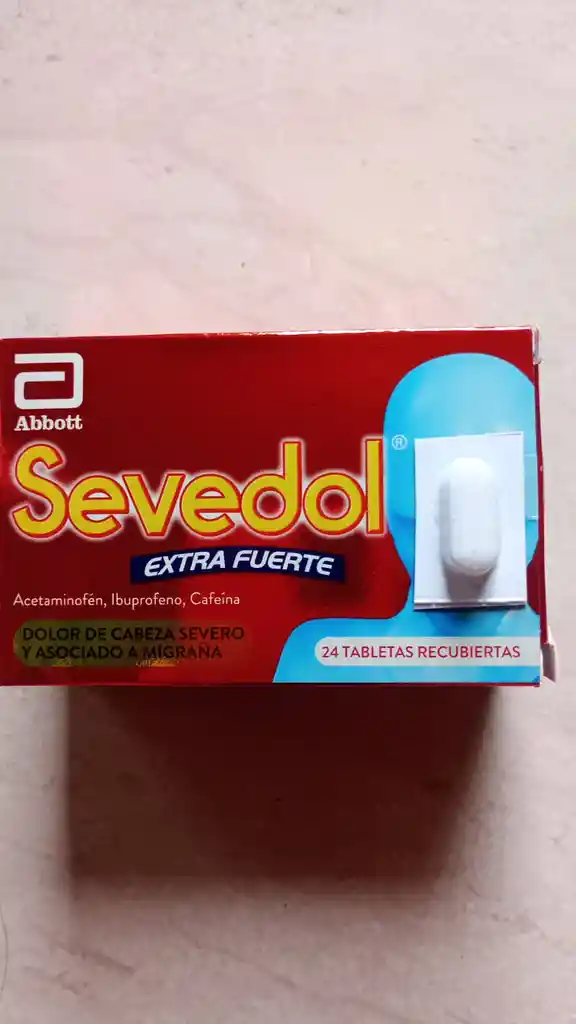 Abbott
Sevedol®
EXTRA FUERTE
Acetaminofén, Ibuprofeno, Cafeína
DOLOR DE CABEZA SEVERO
Y ASOCIADO A MIGRAÑA
24 TABLETAS RECUBIERTAS